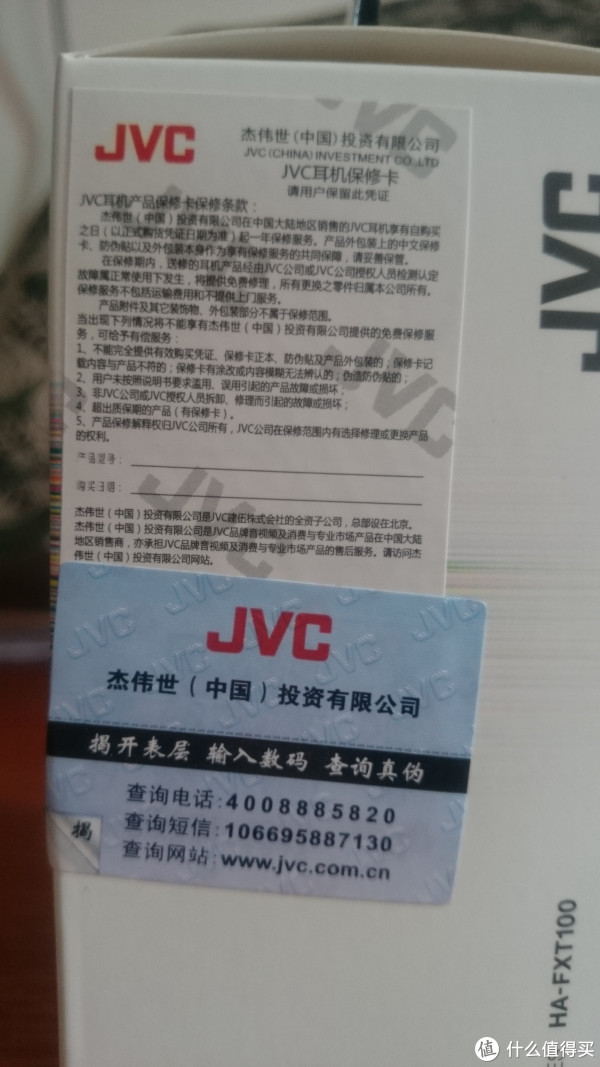 JVC
杰伟世(中国)投资有限公司
JVC(CHINA) INVESTMENT CO.,LTD
JVC耳机保修卡
请用户保留此凭证
JVC耳机产品保修卡保修条款：
杰伟世（中国）投资有限公司在中国大陆地区销售的JVC耳机享有自购买
之日（以正式购货凭证日期为准）起一年保修服务。产品外包装上的中文保修
卡、防伪贴以及外包装本身作为享有保修服务的共同保障，请妥善保管。
在保修期内，送修的耳机产品经由JVC公司或JVC公司授权人员检测认定
故障属正常使用下发生，将提供免费修理，所有更换之零件归属本公司所有。
保修服务不包括运输费用和不提供上门服务。
产品附件及其它装饰物、外包装部分不属于保修范围。
当出现下列情况将不能享有杰伟世（中国）投资有限公司提供的免费保修服
务，可给予有偿服务：
1、不能完全提供有效购买凭证、保修卡正本、防伪贴及产品外包装的；保修卡记
载内容与产品不符的；保修卡有涂改或内容模糊无法辨认的；伪造防伪贴的；
2、用户未按照说明书要求滥用、误用引起的产品故障或损坏；
3、非JVC公司或JVC授权人员拆卸、修理而引起的故障或损坏；
4、超出质保期的产品（有保修卡）。
5、产品保修解释权归JVC公司所有，JVC公司在保修范围内有选择修理或更换产品
的权利。
产品型号：
购买日期：
杰伟世（中国）投资有限公司是JVC建伍株式会社的全资子公司，总部设在北京。
杰伟世（中国）投资有限公司是JVC品牌音视频及消费与专业市场产品在中国大陆
地区销售商，亦承担JVC品牌音视频及消费与专业市场产品的售后服务。请访问杰
伟世（中国）投资有限公司网站。
JVC
杰伟世（中国）投资有限公司
揭开表层 输入数码 查询真伪
查询电话:4008885820
查询短信:106695887130
查询网站:www.jvc.com.cn
揭
JVC
HA-FXT100
值 什么值得买